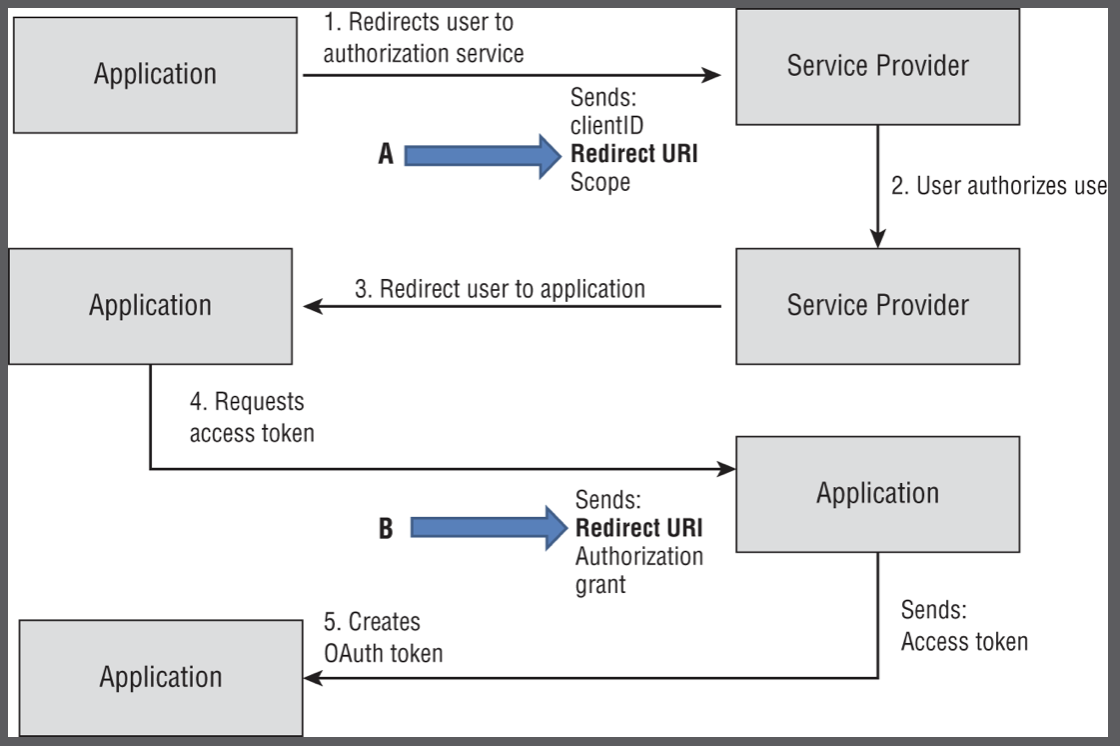 1. Redirects user to
authorization service
Application
Service Provider
Sends:
clientID
A
Redirect URI
Scope
2. User authorizes use
Application
3. Redirect user to application
Service Provider
4. Requests
access token
Application
Sends:
B
Redirect URI
Authorization
grant
Sends:
Access token
5. Creates
OAuth token
Application